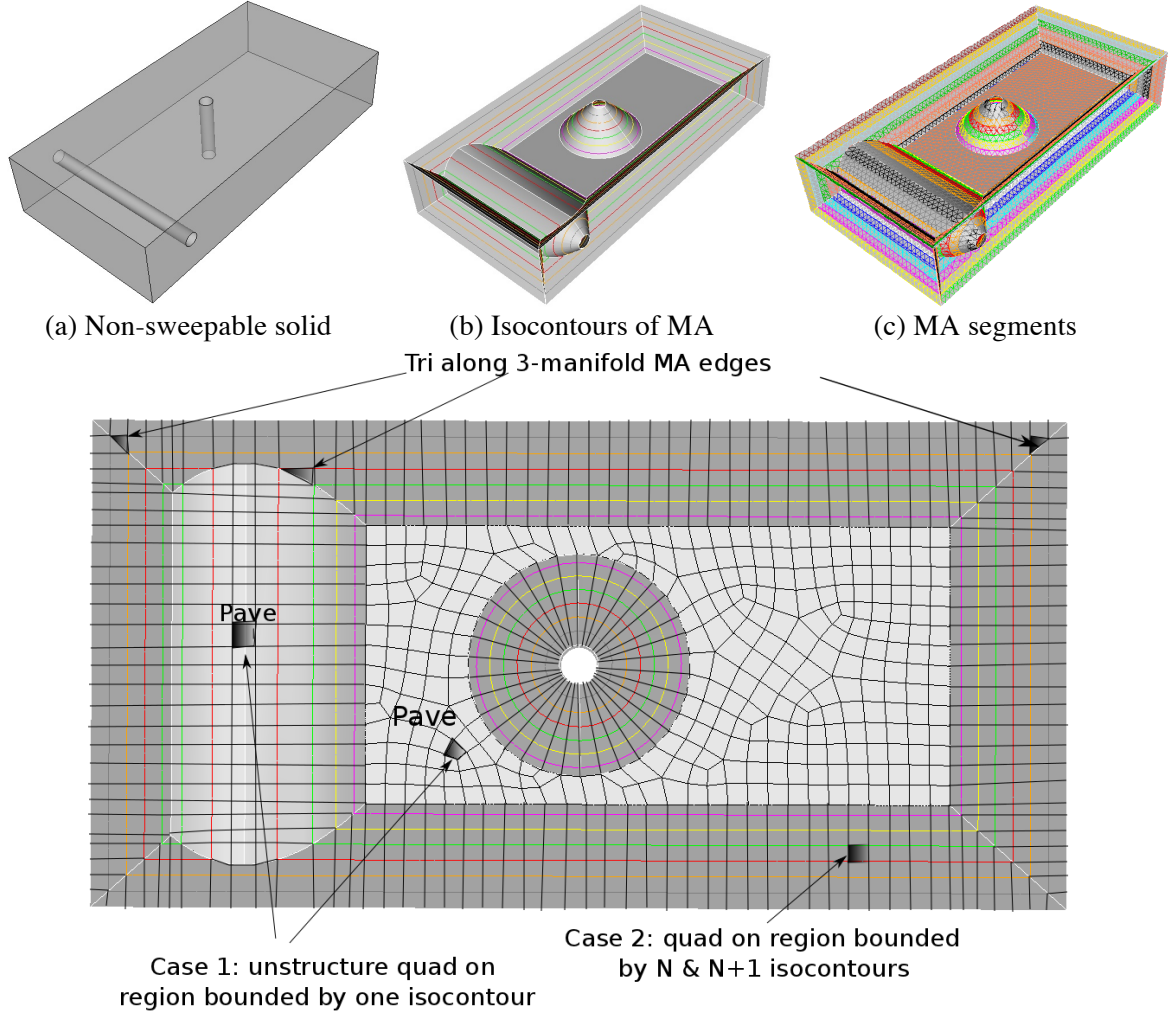 (a) Non-sweepable solid
(b) Isocontours of MA
(c) MA segments
Tri along 3-manifold MA edges
Pave
Pave
Case 1: unstructure quad on
region bounded by one isocontour
Case 2: quad on region bounded
by N & N+1 isocontours